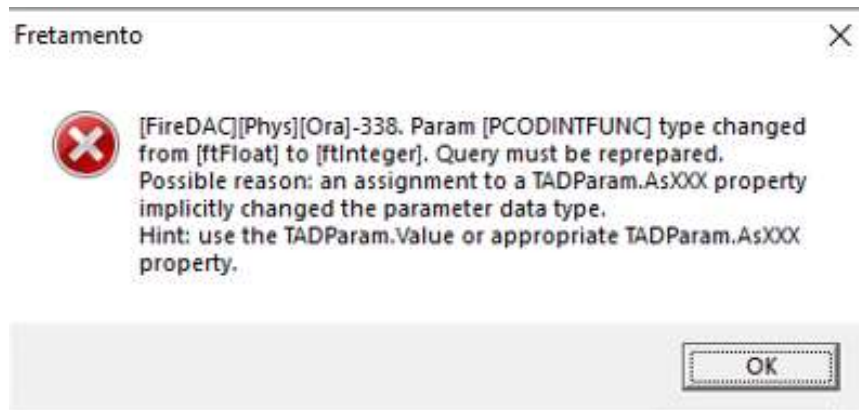 Fretamento
[FireDAC][Phys][Ora]-338. Param [PCODINTFUNC] type changed
from [ftFloat] to [ftInteger]. Query must be reprepared.
Possible reason: an assignment to a TADParam.AsXXX property
implicitly changed the parameter data type.
Hint: use the TADParam.Value or appropriate TADParam.AsXXX
property.
OK